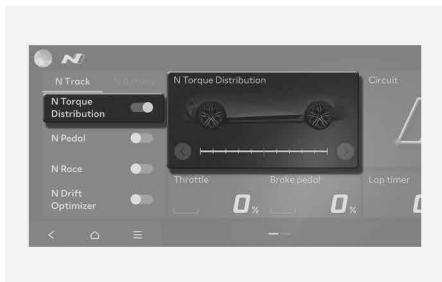 N Track
N Torque Distribution
Circuit
N Torque
Distribution
N Pedal
N Race
N Drift
Optimizer
Throttle
Brake pedal
Lap timer
0%
0%